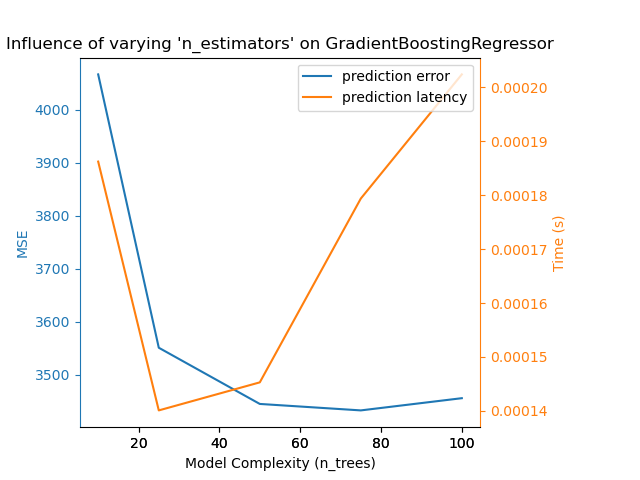 Influence of varying 'n_estimators' on GradientBoostingRegressor
prediction error
prediction latency
4000
3900
3800
3700
3600
3500
MSE
0.00020
0.00019
0.00018
0.00017
0.00016
0.00015
0.00014
Time (s)
20 40 60 80 100
Model Complexity (n_trees)